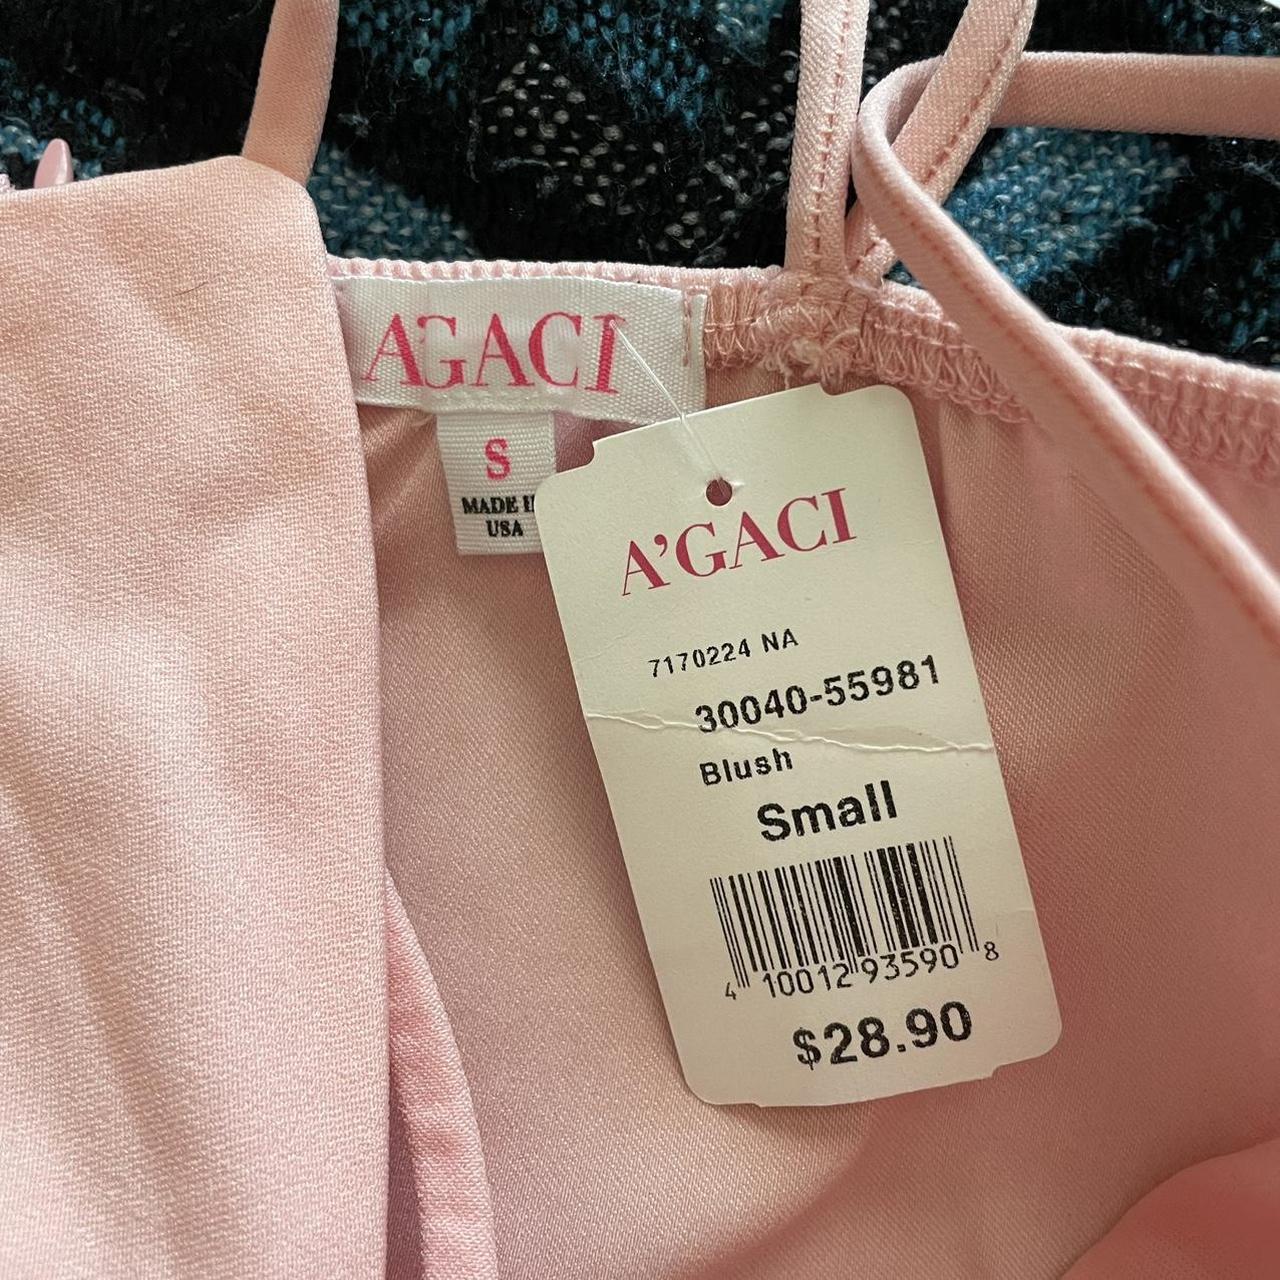 A'GACI
S
MADE IN
USA
A'GACI
7170224 NA
30040-55981
Blush
Small
4 10012 93590 8
$28.90